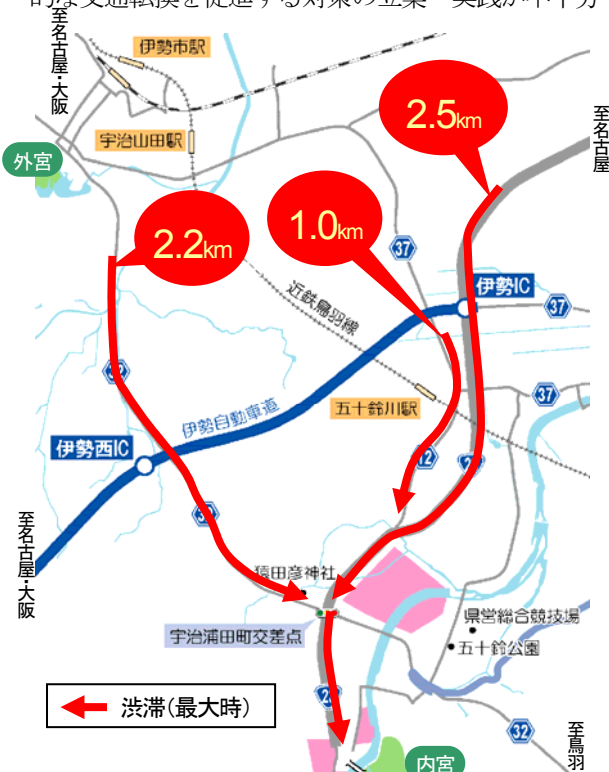 的な交通転換を促進する対策の立案・実践が不十分
至名古屋・大阪
伊勢市駅
2.5km
至名古屋
宇治山田駅
外宮
2.2km
1.0km
37
伊勢IC
37
近鉄鳥羽線
32
五十鈴川駅
37
伊勢自動車道
伊勢西IC
12
23
32
至名古屋・大阪
猿田彦神社
県営総合競技場
宇治浦田町交差点
五十鈴公園
渋滞(最大時)
23
32
至鳥羽
内宮